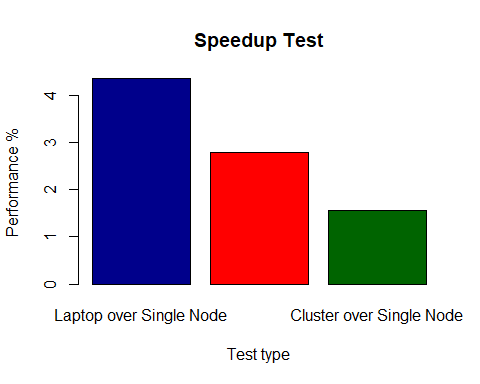 Speedup Test
Performance %
4
3
2
1
0
Laptop over Single Node
Cluster over Single Node
Test type